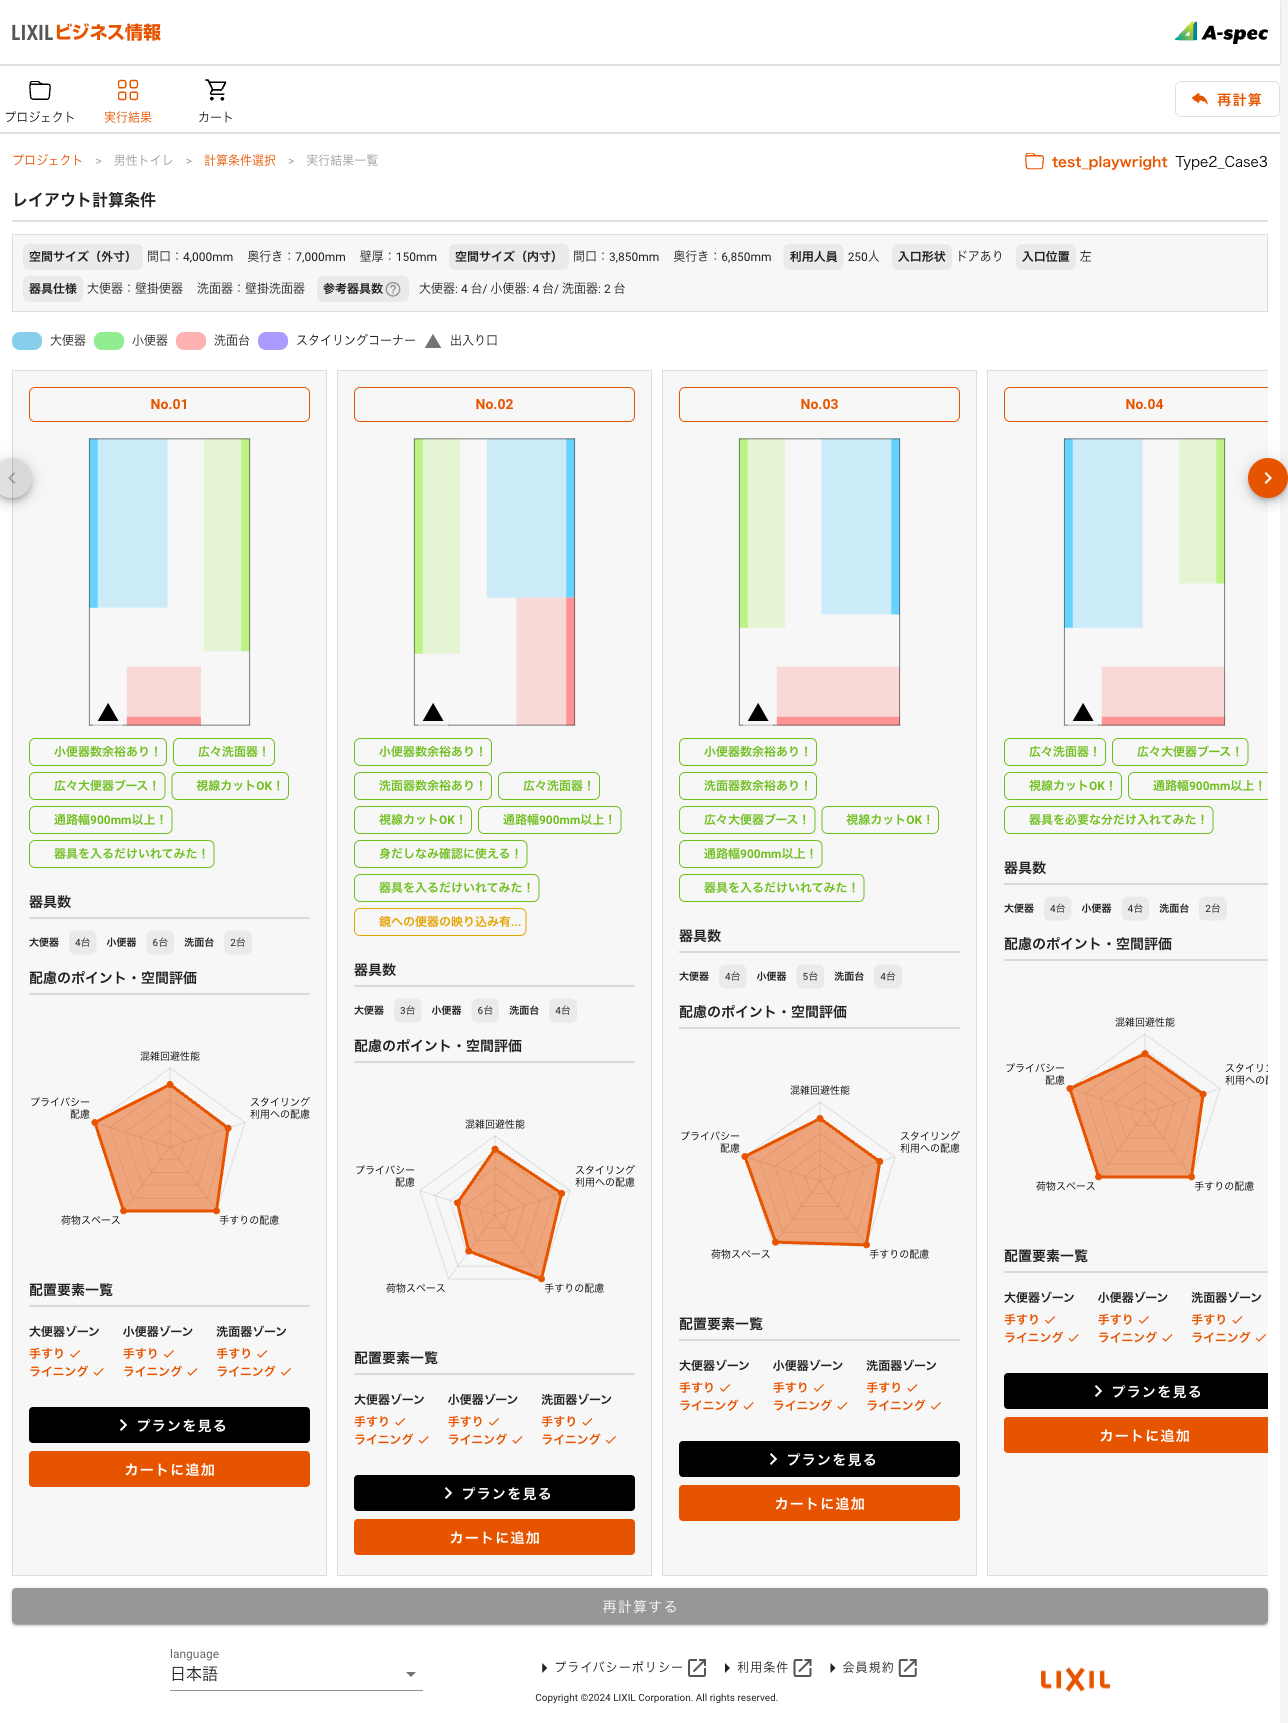 LIXILビジネス情報
A-spec
プロジェクト 実行結果 カート
再計算
プロジェクト > 男性トイレ > 計算条件選択 > 実行結果一覧
test_playwright Type2_Case3
レイアウト計算条件
空間サイズ（外寸） 間口：4,000mm 奥行き：7,000mm 壁厚：150mm 空間サイズ（内寸） 間口：3,850mm 奥行き：6,850mm 利用人員 250人 入口形状 ドアあり 入口位置 左
器具仕様 大便器：壁掛便器 洗面器：壁掛洗面器 参考器具数 大便器: 4 台/ 小便器: 4 台/ 洗面器: 2 台
大便器 小便器 洗面台 スタイリングコーナー 出入り口
No.01
小便器数余裕あり！ 広々洗面器！
広々大便器ブース！ 視線カットOK！
通路幅900mm以上！
器具を入るだけいれてみた！
器具数
大便器 4台 小便器 6台 洗面台 2台
配慮のポイント・空間評価
混雑回避性能
プライバシー
配慮
スタイリング
利用への配慮
荷物スペース
手すりの配慮
配置要素一覧
大便器ゾーン 小便器ゾーン 洗面器ゾーン
手すり 手すり 手すり
ライニング ライニング ライニング
プランを見る
カートに追加
No.02
小便器数余裕あり！
洗面器数余裕あり！ 広々洗面器！
視線カットOK！ 通路幅900mm以上！
身だしなみ確認に使える！
器具を入るだけいれてみた！
鏡への便器の映り込み有...
器具数
大便器 3台 小便器 6台 洗面台 4台
配慮のポイント・空間評価
混雑回避性能
プライバシー
配慮
スタイリング
利用への配慮
荷物スペース
手すりの配慮
配置要素一覧
大便器ゾーン 小便器ゾーン 洗面器ゾーン
手すり 手すり 手すり
ライニング ライニング ライニング
プランを見る
カートに追加
No.03
小便器数余裕あり！
洗面器数余裕あり！
広々大便器ブース！ 視線カットOK！
通路幅900mm以上！
器具を入るだけいれてみた！
器具数
大便器 4台 小便器 5台 洗面台 4台
配慮のポイント・空間評価
混雑回避性能
プライバシー
配慮
スタイリング
利用への配慮
荷物スペース
手すりの配慮
配置要素一覧
大便器ゾーン 小便器ゾーン 洗面器ゾーン
手すり 手すり 手すり
ライニング ライニング ライニング
プランを見る
カートに追加
No.04
広々洗面器！ 広々大便器ブース！
視線カットOK！ 通路幅900mm以上！
器具を必要な分だけ入れてみた！
器具数
大便器 4台 小便器 4台 洗面台 2台
配慮のポイント・空間評価
混雑回避性能
プライバシー
配慮
スタイリ
利用への
荷物スペース
手すりの配慮
配置要素一覧
大便器ゾーン 小便器ゾーン 洗面器ゾーン
手すり 手すり 手すり
ライニング ライニング ライニング
プランを見る
カートに追加
再計算する
language
日本語
プライバシーポリシー 利用条件 会員規約
Copyright ©2024 LIXIL Corporation. All rights reserved.
LIXIL